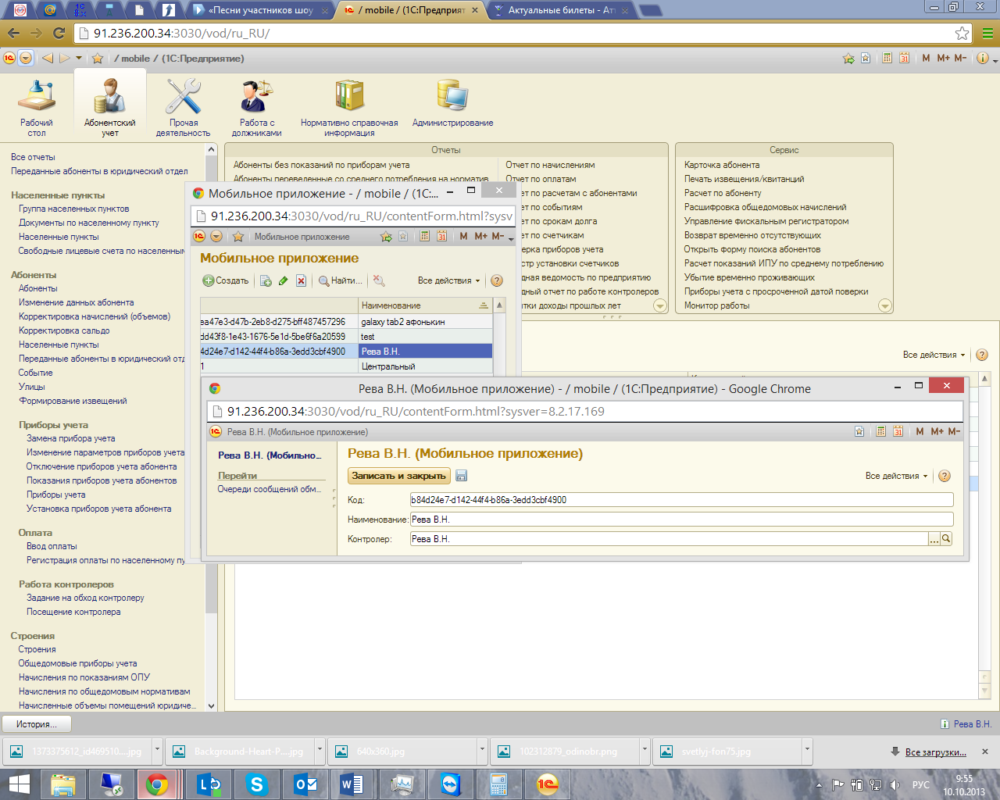 «Песни участников шоу
/ mobile / (1С:Предприят
Актуальные билеты - Атт
91.236.200.34:3030/vod/ru_RU/
/ mobile / (1С:Предприятие)
M M+ M-
Рабочий стол
Абонентский учет
Прочая деятельность
Работа с должниками
Нормативно справочная информация
Администрирование
Все отчеты
Переданные абоненты в юридический отдел
Населенные пункты
Группа населенных пунктов
Документы по населенному пункту
Населенные пункты
Свободные лицевые счета по населенным
Абоненты
Абоненты
Изменение данных абонента
Корректировка начислений (объемов)
Корректировка сальдо
Населенные пункты
Переданные абоненты в юридический отд
Событие
Улицы
Формирование извещений
Приборы учета
Замена прибора учета
Изменение параметров приборов учета
Отключение приборов учета абонента
Показания приборов учета абонентов
Приборы учета
Установка приборов учета абонента
Оплата
Ввод оплаты
Регистрация оплаты по населенному пу
Работа контролеров
Задание на обход контролеру
Посещение контролера
Строения
Строения
Общедомовые приборы учета
Начисления по показаниям ОПУ
Начисления по общедомовым нормативам
Начисленные объемы помещений юридиче...
Отчеты
Абоненты без показаний по приборам учета
Абоненты переведенные со среднего потребления на норматив
Отчет по начислениям
Отчет по оплатам
ет по расчетам с абонентами
ет по событиям
ет по срокам долга
ет по счетчикам
ерка приборов учета
стр установки счетчиков
дная ведомость по предприятию
дный отчет по работе контролеров
тки доходы прошлых лет
Сервис
Карточка абонента
Печать извещения/квитанций
Расчет по абоненту
Расшифровка общедомовых начислений
Управление фискальным регистратором
Возврат временно отсутствующих
Открыть форму поиска абонентов
Расчет показаний ИПУ по среднему потреблению
Убытие временно проживающих
Приборы учета с просроченной датой поверки
Монитор работы
Все действия
Мобильное приложение - / mobile / (1С:...
91.236.200.34:3030/vod/ru_RU/contentForm.html?sysv
Мобильное приложение
M M+ M-
Мобильное приложение
Создать
Найти...
Все действия
Наименование
ea47e3-d47b-2eb8-d275-bff487457296 galaxy tab2 афонькин
dd43f8-1e43-1676-5e1d-5be6f6a20599 test
4d24e7-d142-44f4-b86a-3edd3cbf4900 Рева В.Н.
1 Центральный
Рева В.Н. (Мобильное приложение) - / mobile / (1С:Предприятие) - Google Chrome
91.236.200.34:3030/vod/ru_RU/contentForm.html?sysver=8.2.17.169
Рева В.Н. (Мобильное приложение)
M M+ M-
Рева В.Н. (Мобильно...
Перейти
Очереди сообщений обм...
Рева В.Н. (Мобильное приложение)
Записать и закрыть
Все действия
Код: b84d24e7-d142-44f4-b86a-3edd3cbf4900
Наименование: Рева В.Н.
Контролер: Рева В.Н.
История...
Рева В.Н.
1373375612_id469510....jpg
Background-Heart-P....jpg
640x360.jpg
102312879_odinobr.png
svetlyj-fon75.jpg
Все загрузки...
РУС
9:55
10.10.2013